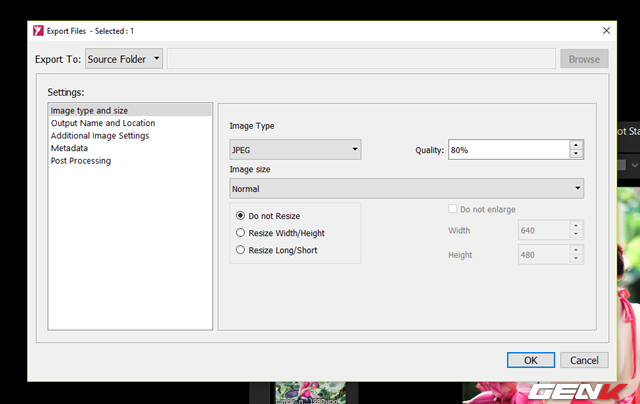 Export Files - Selected : 1
Export To: Source Folder Browse
Settings:
Image type and size
Output Name and Location
Additional Image Settings
Metadata
Post Processing
Image Type
JPEG Quality: 80%
Image size
Normal
Do not Resize
Resize Width/Height
Resize Long/Short
Do not enlarge
Width 640
Height 480
OK Cancel
ot Sta
GENK